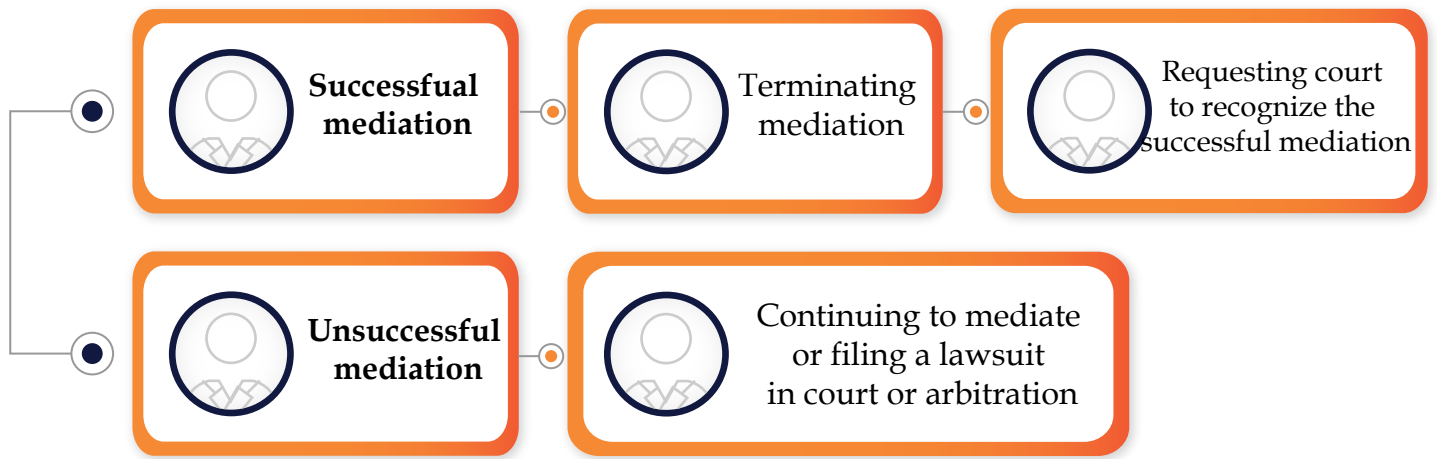 Successfual
mediation
Terminating
mediation
Requesting court
to recognize the
successful mediation
Unsuccessful
mediation
Continuing to mediate
or filing a lawsuit
in court or arbitration